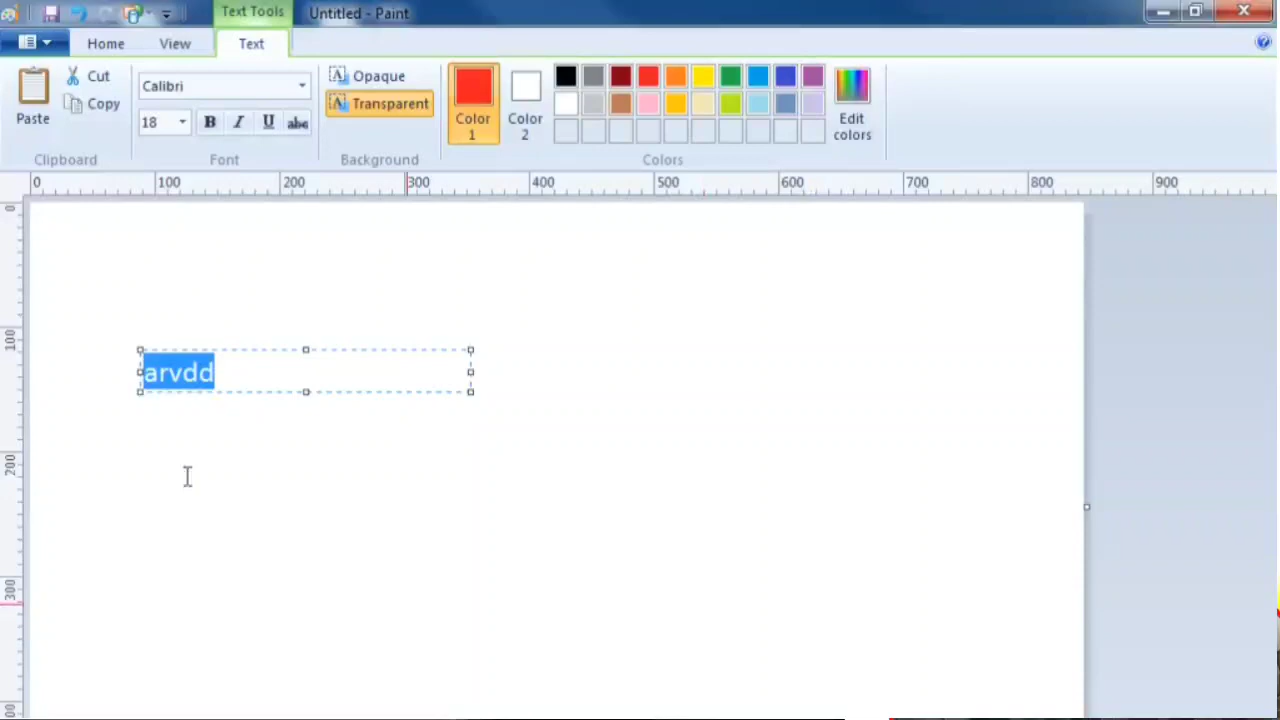 Text Tools Untitled - Paint
Home View Text
Paste
Cut
Copy
Clipboard
Calibri
18 B I U abc
Font
Opaque
Transparent
Background
Color 1
Color 2
Edit colors
Colors
0 100 200 300 400 500 600 700 800 900
0
100
200
300
arvdd